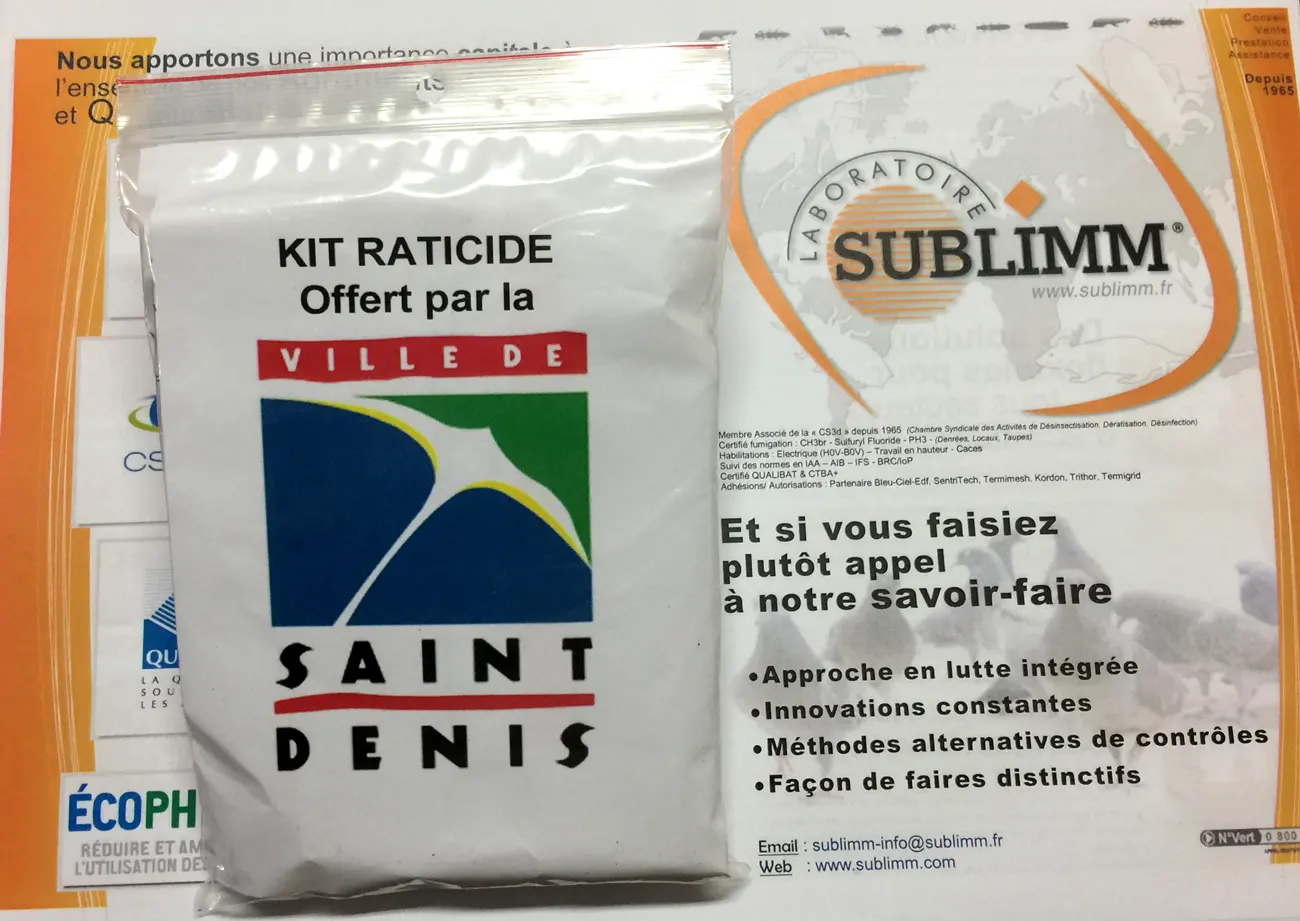 Nous apportons une importance capitale à
l'ense
et Q
KIT RATICIDE
Offert par la
VILLE DE
SAINT
DENIS
CS
QU
LA Q
SOU
LES
ÉCOPH
RÉDUIRE ET AM
L'UTILISATION DES
Conseil
Vente
Prestation
Assistance
Depuis
1965
LABORATOIRE
SUBLIMM®
www.sublimm.fr
Membre Associé de la « CS3d » depuis 1965 (Chambre Syndicale des Activités de Désinsectisation, Dératisation, Désinfection)
Certifié fumigation : CH3br - Sulfuryl Fluoride - PH3 - (Denrées, Locaux, Taupes)
Habilitations : Electrique (H0V-B0V) – Travail en hauteur - Caces
Suivi des normes en IAA – AIB – IFS - BRC/IoP
Certifié QUALIBAT & CTBA+
Adhésions/ Autorisations : Partenaire Bleu-Ciel-Edf, SentriTech, Termimesh, Kordon, Trithor, Termigrid
Et si vous faisiez
plutôt appel
à notre savoir-faire
• Approche en lutte intégrée
• Innovations constantes
• Méthodes alternatives de contrôles
• Façon de faires distinctifs
Email : sublimm-info@sublimm.fr
Web : www.sublimm.com
N°Vert 0 800